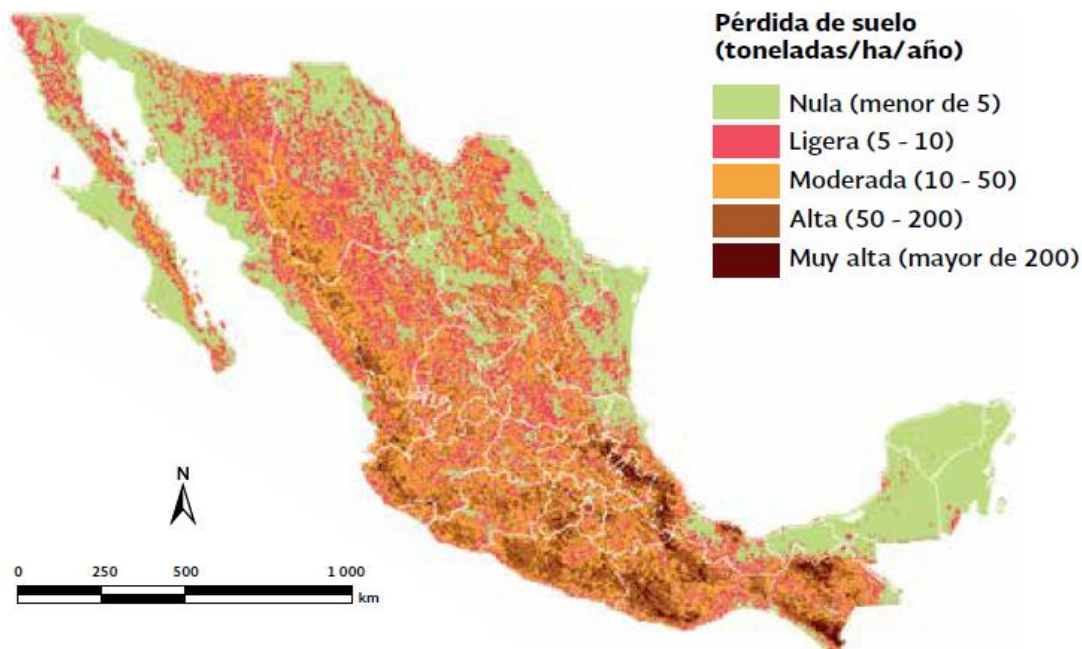 Pérdida de suelo
(toneladas/ha/año)
Nula (menor de 5)
Ligera (5 - 10)
Moderada (10 - 50)
Alta (50 - 200)
Muy alta (mayor de 200)
N
0 250 500 1 000
km